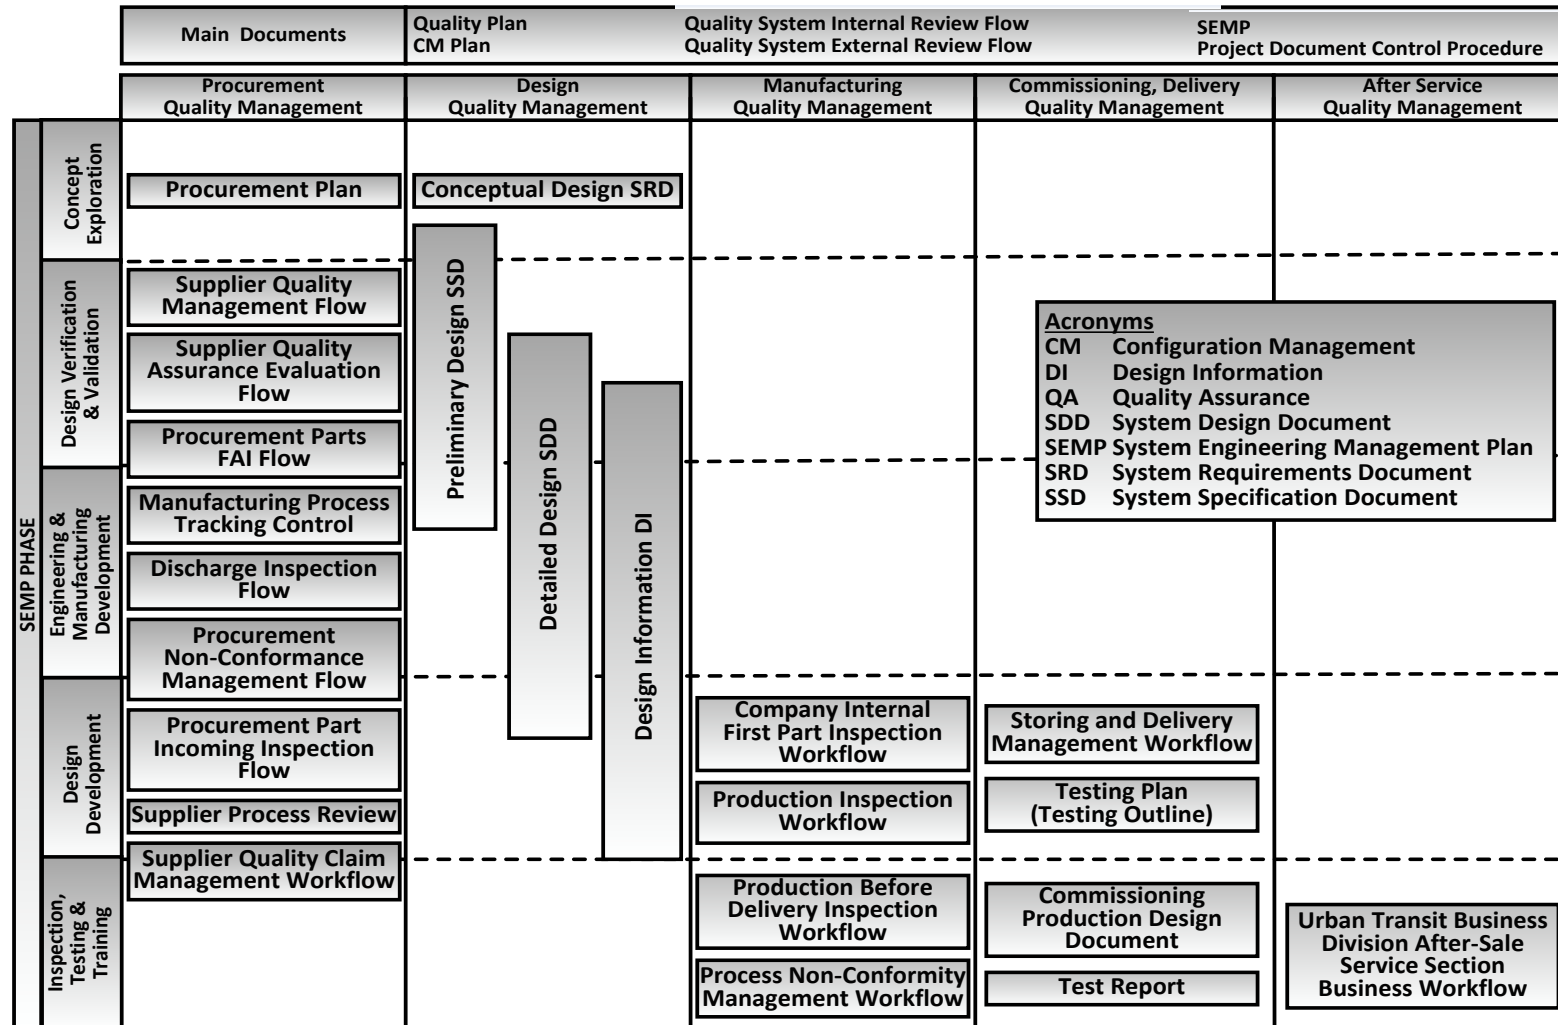 Main Documents
Quality Plan
CM Plan
Quality System Internal Review Flow
Quality System External Review Flow
SEMP
Project Document Control Procedure
Procurement
Quality Management
Design
Quality Management
Manufacturing
Quality Management
Commissioning, Delivery
Quality Management
After Service
Quality Management
SEMP PHASE
Concept
Exploration
Procurement Plan
Conceptual Design SRD
Design Verification
& Validation
Supplier Quality
Management Flow
Supplier Quality
Assurance Evaluation
Flow
Procurement Parts
FAI Flow
Engineering &
Manufacturing
Development
Manufacturing Process
Tracking Control
Discharge Inspection
Flow
Procurement
Non-Conformance
Management Flow
Design
Development
Procurement Part
Incoming Inspection
Flow
Supplier Process Review
Inspection,
Testing &
Training
Supplier Quality Claim
Management Workflow
Preliminary Design SSD
Detailed Design SDD
Design Information DI
Company Internal
First Part Inspection
Workflow
Production Inspection
Workflow
Production Before
Delivery Inspection
Workflow
Process Non-Conformity
Management Workflow
Storing and Delivery
Management Workflow
Testing Plan
(Testing Outline)
Commissioning
Production Design
Document
Test Report
Urban Transit Business
Division After-Sale
Service Section
Business Workflow
Acronyms
CM Configuration Management
DI Design Information
QA Quality Assurance
SDD System Design Document
SEMP System Engineering Management Plan
SRD System Requirements Document
SSD System Specification Document